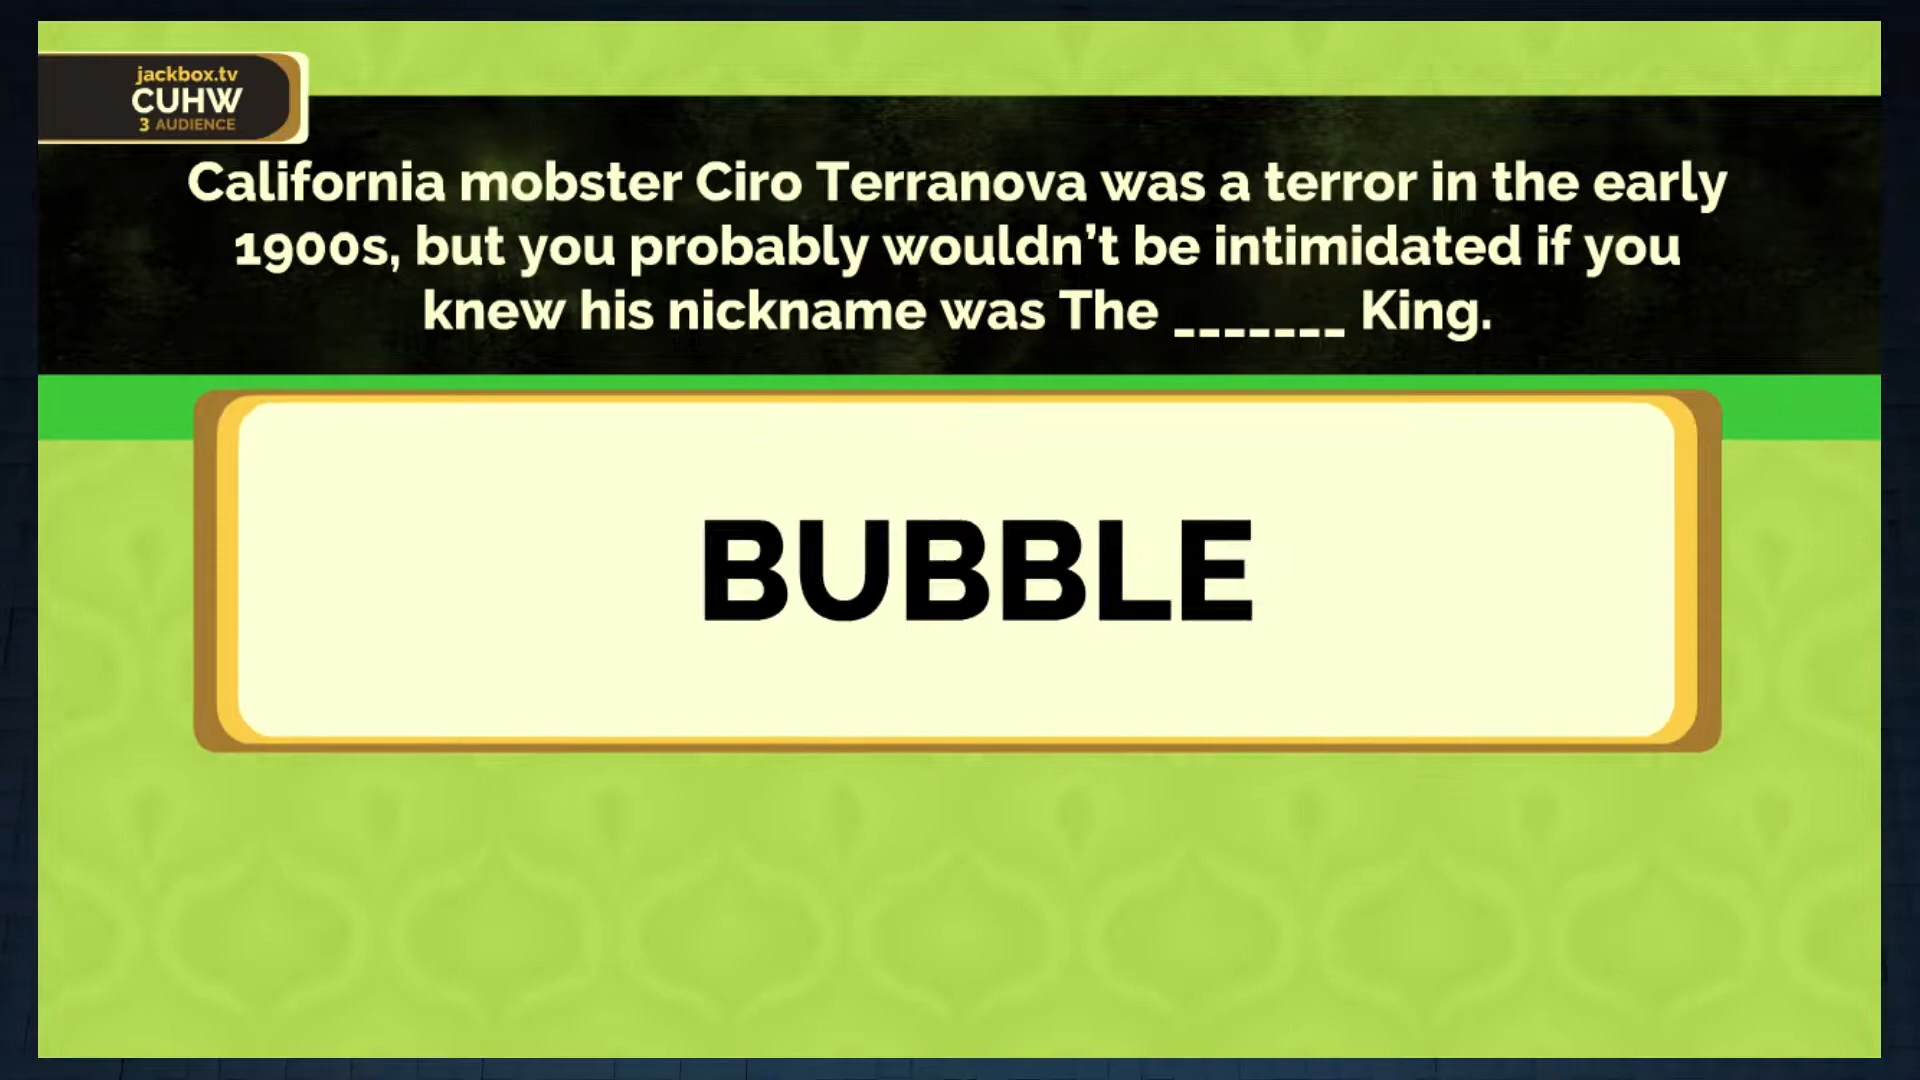 jackbox.tv
CUHW
3 AUDIENCE
California mobster Ciro Terranova was a terror in the early
1900s, but you probably wouldn’t be intimidated if you
knew his nickname was The _______ King.
BUBBLE